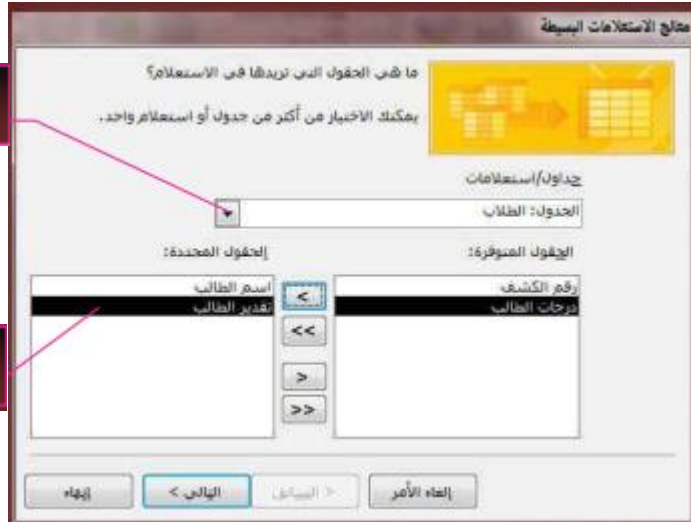 معالج الاستعلامات البسيطة
ما هي الحقول التي تريدها في الاستعلام؟
يمكنك الاختيار من أكثر من جدول أو استعلام واحد.
جداول/استعلامات
الجدول: الطلاب
الحقول المتوفرة:
رقم الكشف
درجات الطالب
<
<<
>
>>
الحقول المحددة:
اسم الطالب
تقدير الطالب
إلغاء الأمر
< السابق
التالي >
إنهاء